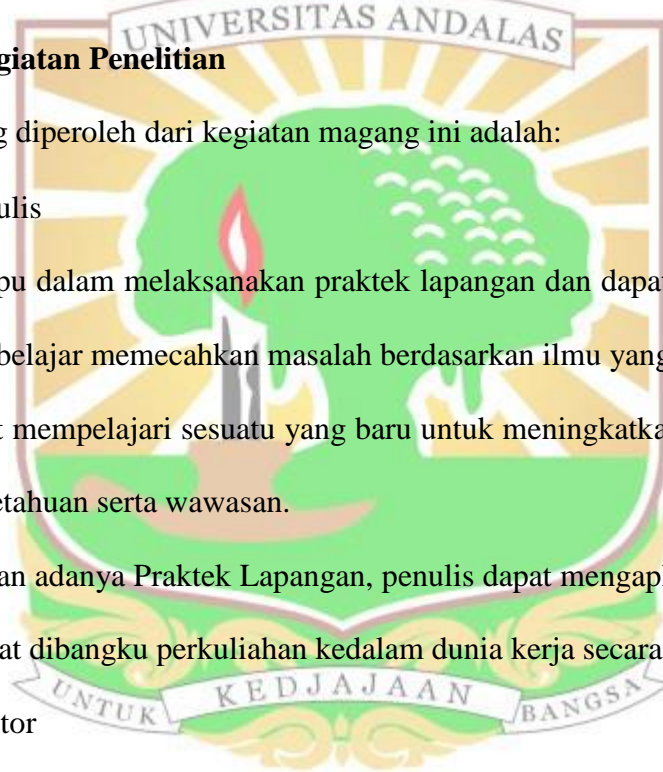 UNIVERSITAS ANDALAS
giatan Penelitian
g diperoleh dari kegiatan magang ini adalah:
ulis
pu dalam melaksanakan praktek lapangan dan dapat
belajar memecahkan masalah berdasarkan ilmu yang
t mempelajari sesuatu yang baru untuk meningkatka
etahuan serta wawasan.
an adanya Praktek Lapangan, penulis dapat mengapl
at dibangku perkuliahan kedalam dunia kerja secara
UNTUK KEDJAJAAN BANGSA
tor